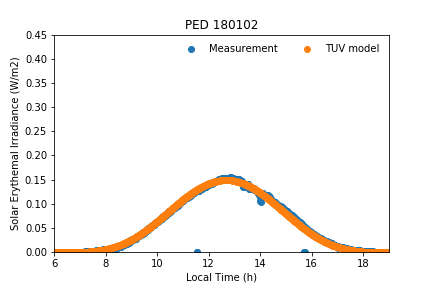 PED 180102
Measurement
TUV model
Solar Erythemal Irradiance (W/m2)
0.45
0.40
0.35
0.30
0.25
0.20
0.15
0.10
0.05
0.00
6 8 10 12 14 16 18
Local Time (h)